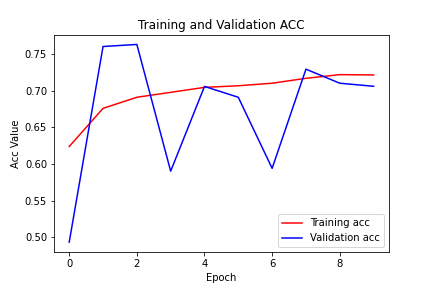 Training and Validation ACC
Acc Value
0.75
0.70
0.65
0.60
0.55
0.50
Training acc
Validation acc
0 2 4 6 8
Epoch